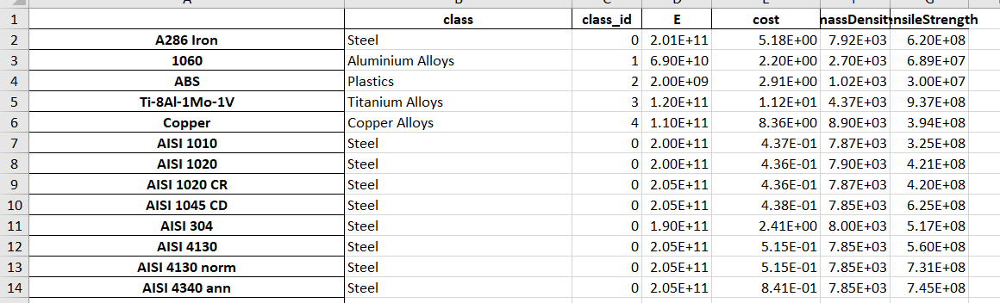 1 class class_id E cost massDensit nsileStrength
2 A286 Iron Steel 0 2.01E+11 5.18E+00 7.92E+03 6.20E+08
3 1060 Aluminium Alloys 1 6.90E+10 2.20E+00 2.70E+03 6.89E+07
4 ABS Plastics 2 2.00E+09 2.91E+00 1.02E+03 3.00E+07
5 Ti-8Al-1Mo-1V Titanium Alloys 3 1.20E+11 1.12E+01 4.37E+03 9.37E+08
6 Copper Copper Alloys 4 1.10E+11 8.36E+00 8.90E+03 3.94E+08
7 AISI 1010 Steel 0 2.00E+11 4.37E-01 7.87E+03 3.25E+08
8 AISI 1020 Steel 0 2.00E+11 4.36E-01 7.90E+03 4.21E+08
9 AISI 1020 CR Steel 0 2.05E+11 4.36E-01 7.87E+03 4.20E+08
10 AISI 1045 CD Steel 0 2.05E+11 4.38E-01 7.85E+03 6.25E+08
11 AISI 304 Steel 0 1.90E+11 2.41E+00 8.00E+03 5.17E+08
12 AISI 4130 Steel 0 2.05E+11 5.15E-01 7.85E+03 5.60E+08
13 AISI 4130 norm Steel 0 2.05E+11 5.15E-01 7.85E+03 7.31E+08
14 AISI 4340 ann Steel 0 2.05E+11 8.41E-01 7.85E+03 7.45E+08